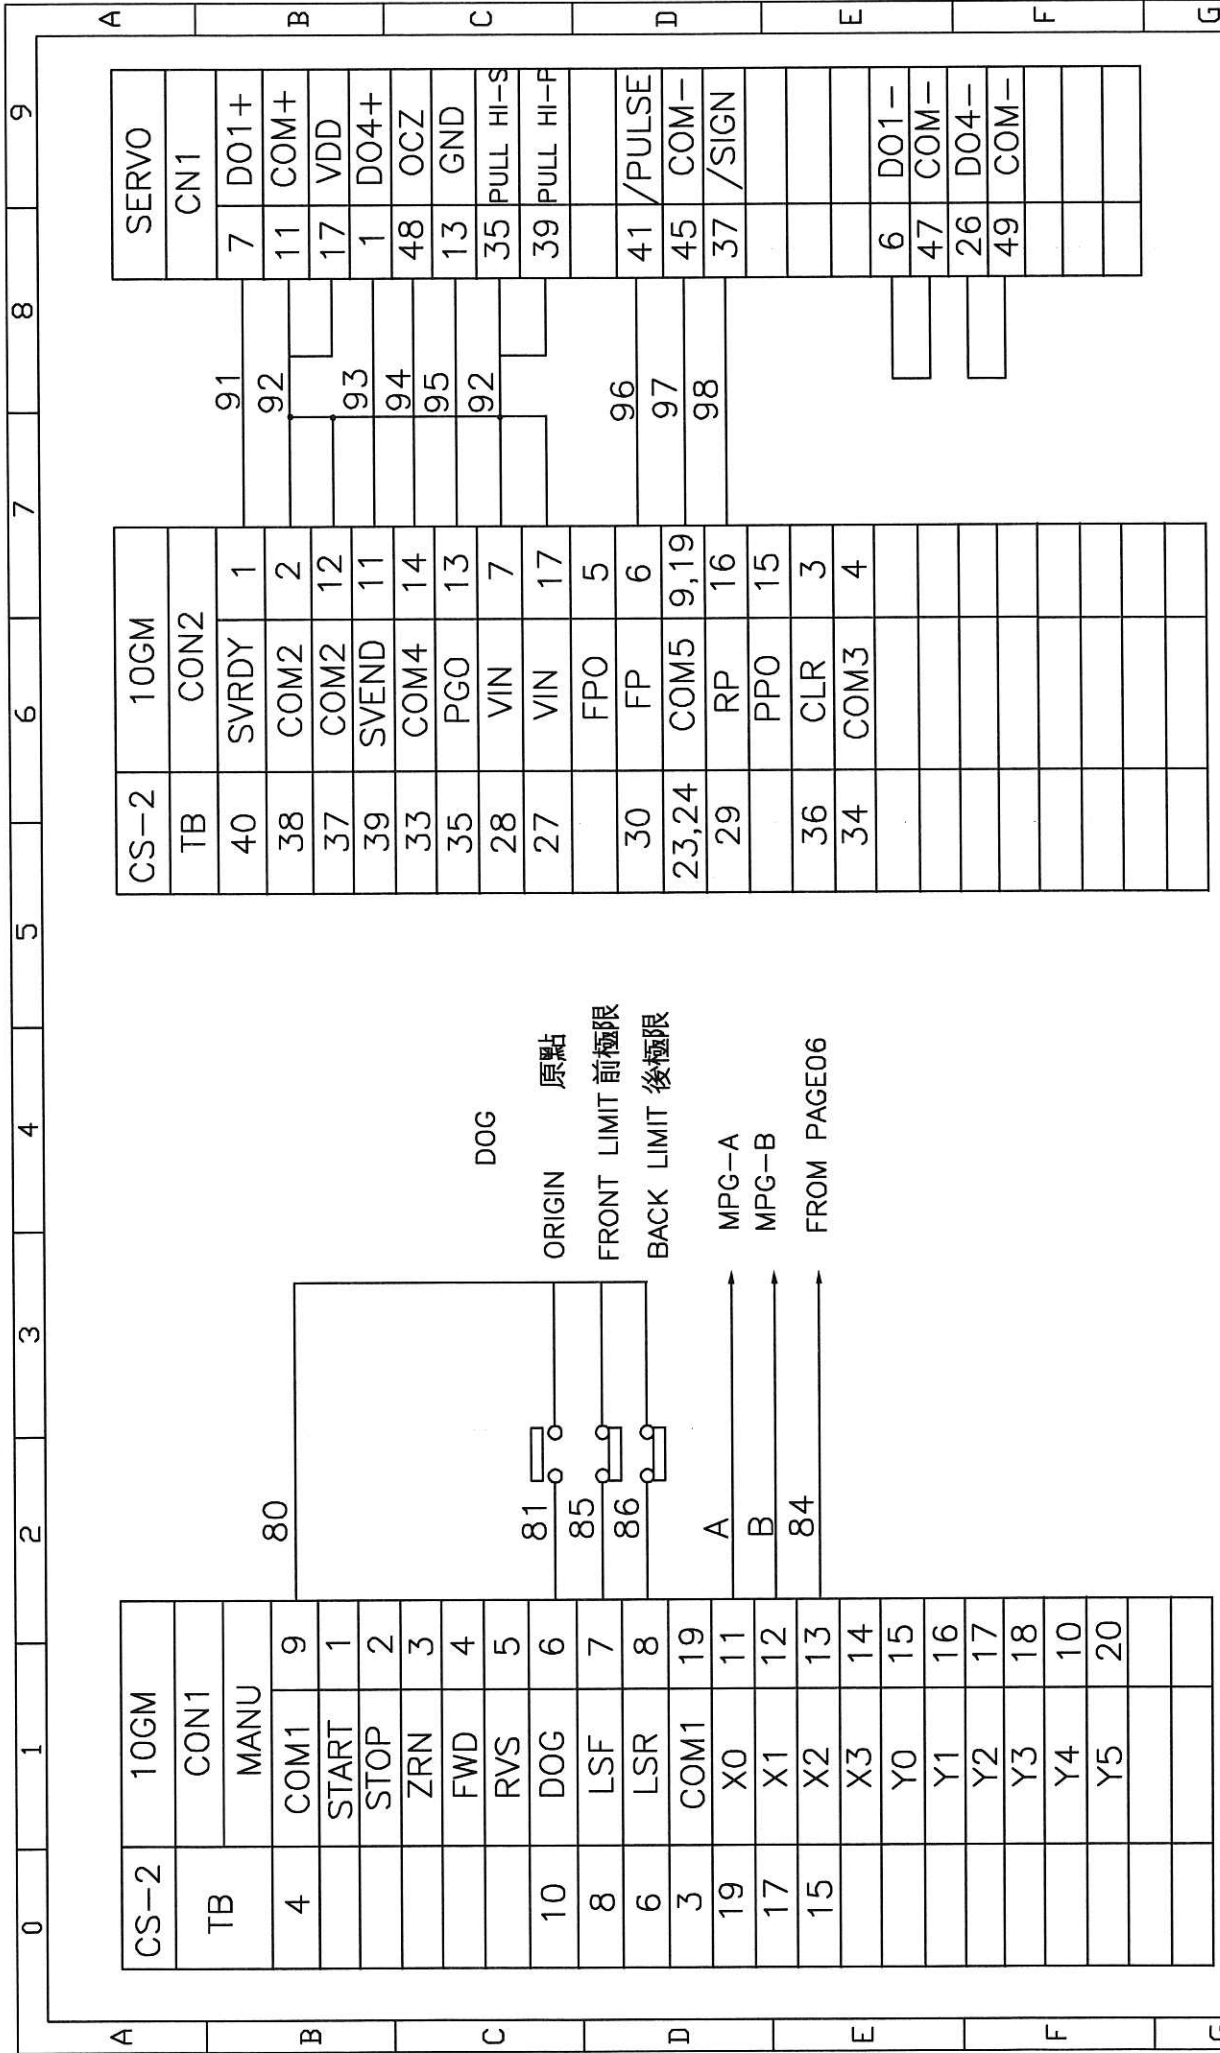 0 1 2 3 4 5 6 7 8 9
A
B
C
D
E
F
A
B
C
D
E
F
G
CS-2 10GM
TB CON1
MANU
4 COM1 9
START 1
STOP 2
ZRN 3
FWD 4
RVS 5
10 DOG 6
8 LSF 7
6 LSR 8
3 COM1 19
19 X0 11
17 X1 12
15 X2 13
X3 14
Y0 15
Y1 16
Y2 17
Y3 18
Y4 10
Y5 20
80
DOG
81 ORIGIN 原點
85 FRONT LIMIT 前極限
86 BACK LIMIT 後極限
A MPG-A
B MPG-B
84 FROM PAGE06
CS-2 10GM
TB CON2
40 SVRDY 1
38 COM2 2
37 COM2 12
39 SVEND 11
33 COM4 14
35 PGO 13
28 VIN 7
27 VIN 17
FPO 5
30 FP 6
23,24 COM5 9,19
29 RP 16
PPO 15
36 CLR 3
34 COM3 4
91
92
93
94
95
92
96
97
98
SERVO
CN1
7 DO1+
11 COM+
17 VDD
1 DO4+
48 OCZ
13 GND
35 PULL HI-S
39 PULL HI-P
41 /PULSE
45 COM-
37 /SIGN
6 DO1-
47 COM-
26 DO4-
49 COM-